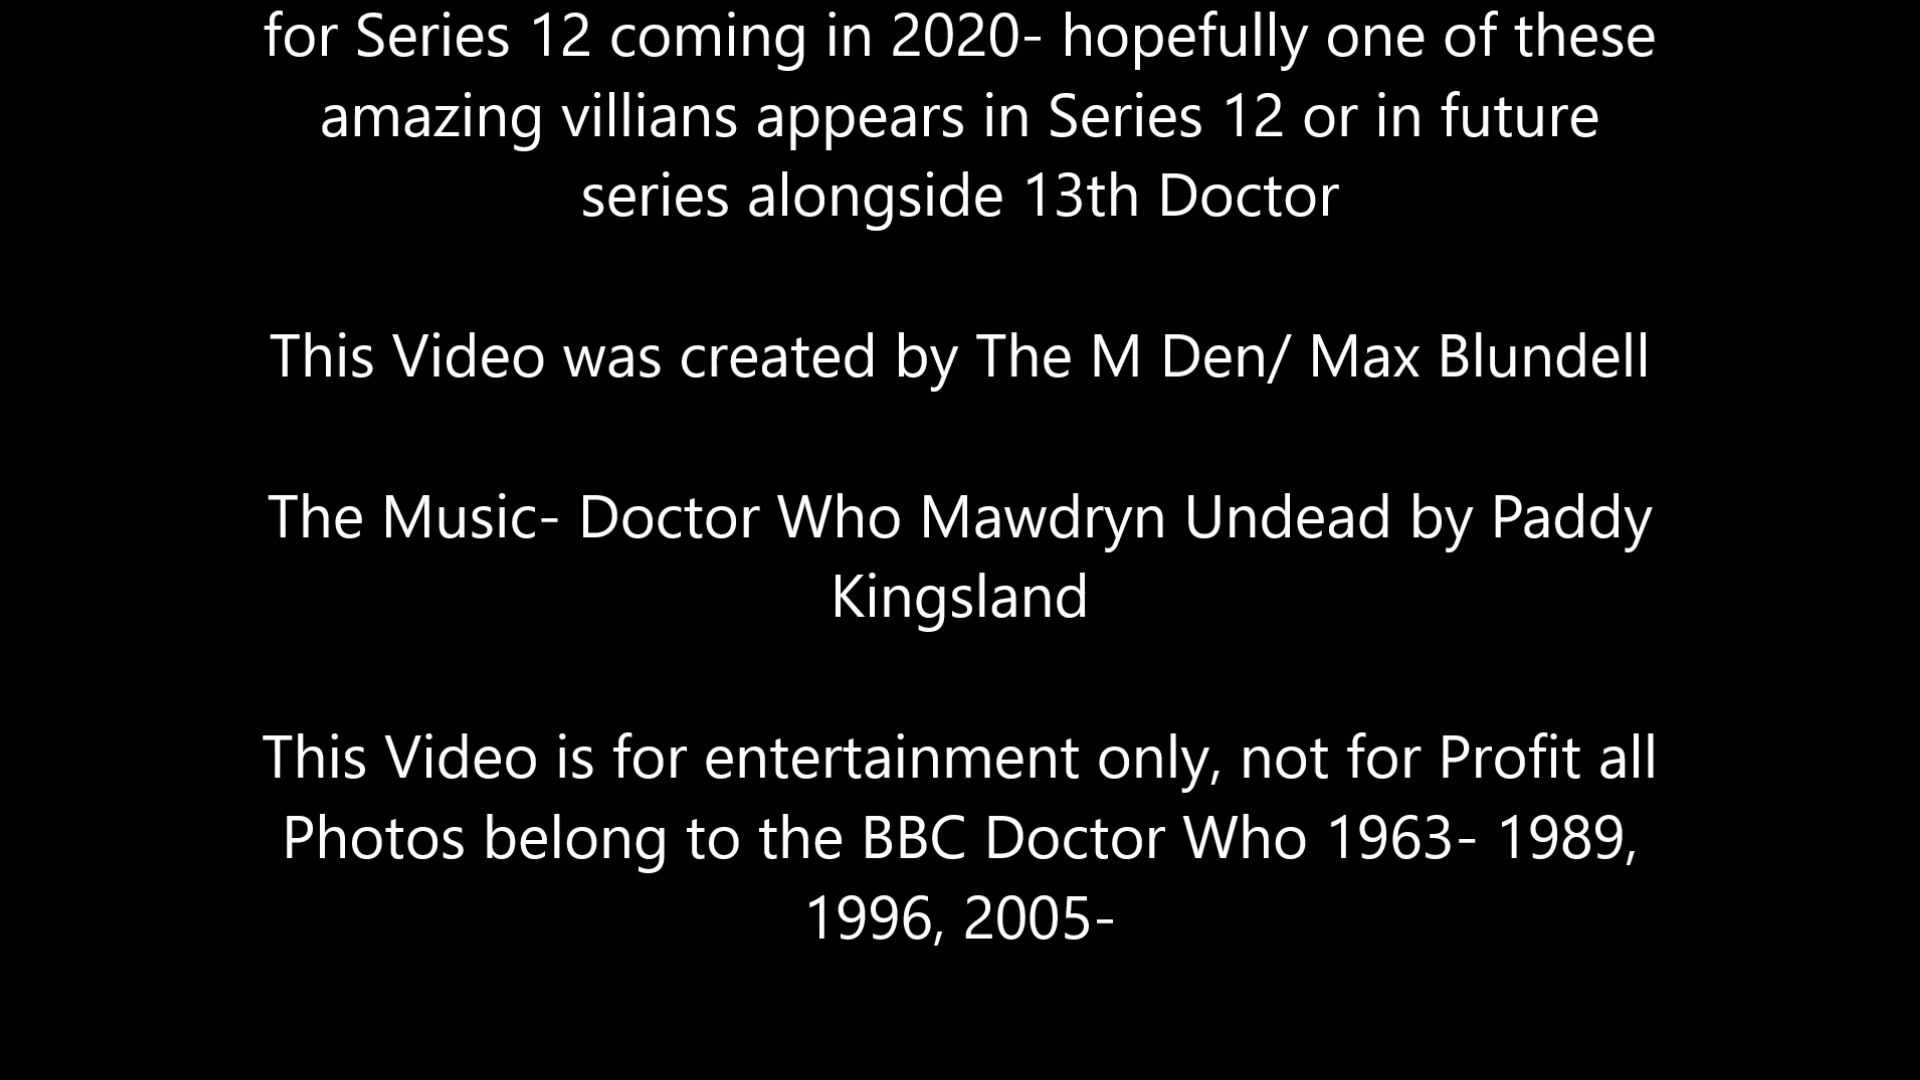 for Series 12 coming in 2020- hopefully one of these
amazing villians appears in Series 12 or in future
series alongside 13th Doctor
This Video was created by The M Den/ Max Blundell
The Music- Doctor Who Mawdryn Undead by Paddy
Kingsland
This Video is for entertainment only, not for Profit all
Photos belong to the BBC Doctor Who 1963- 1989,
1996, 2005-